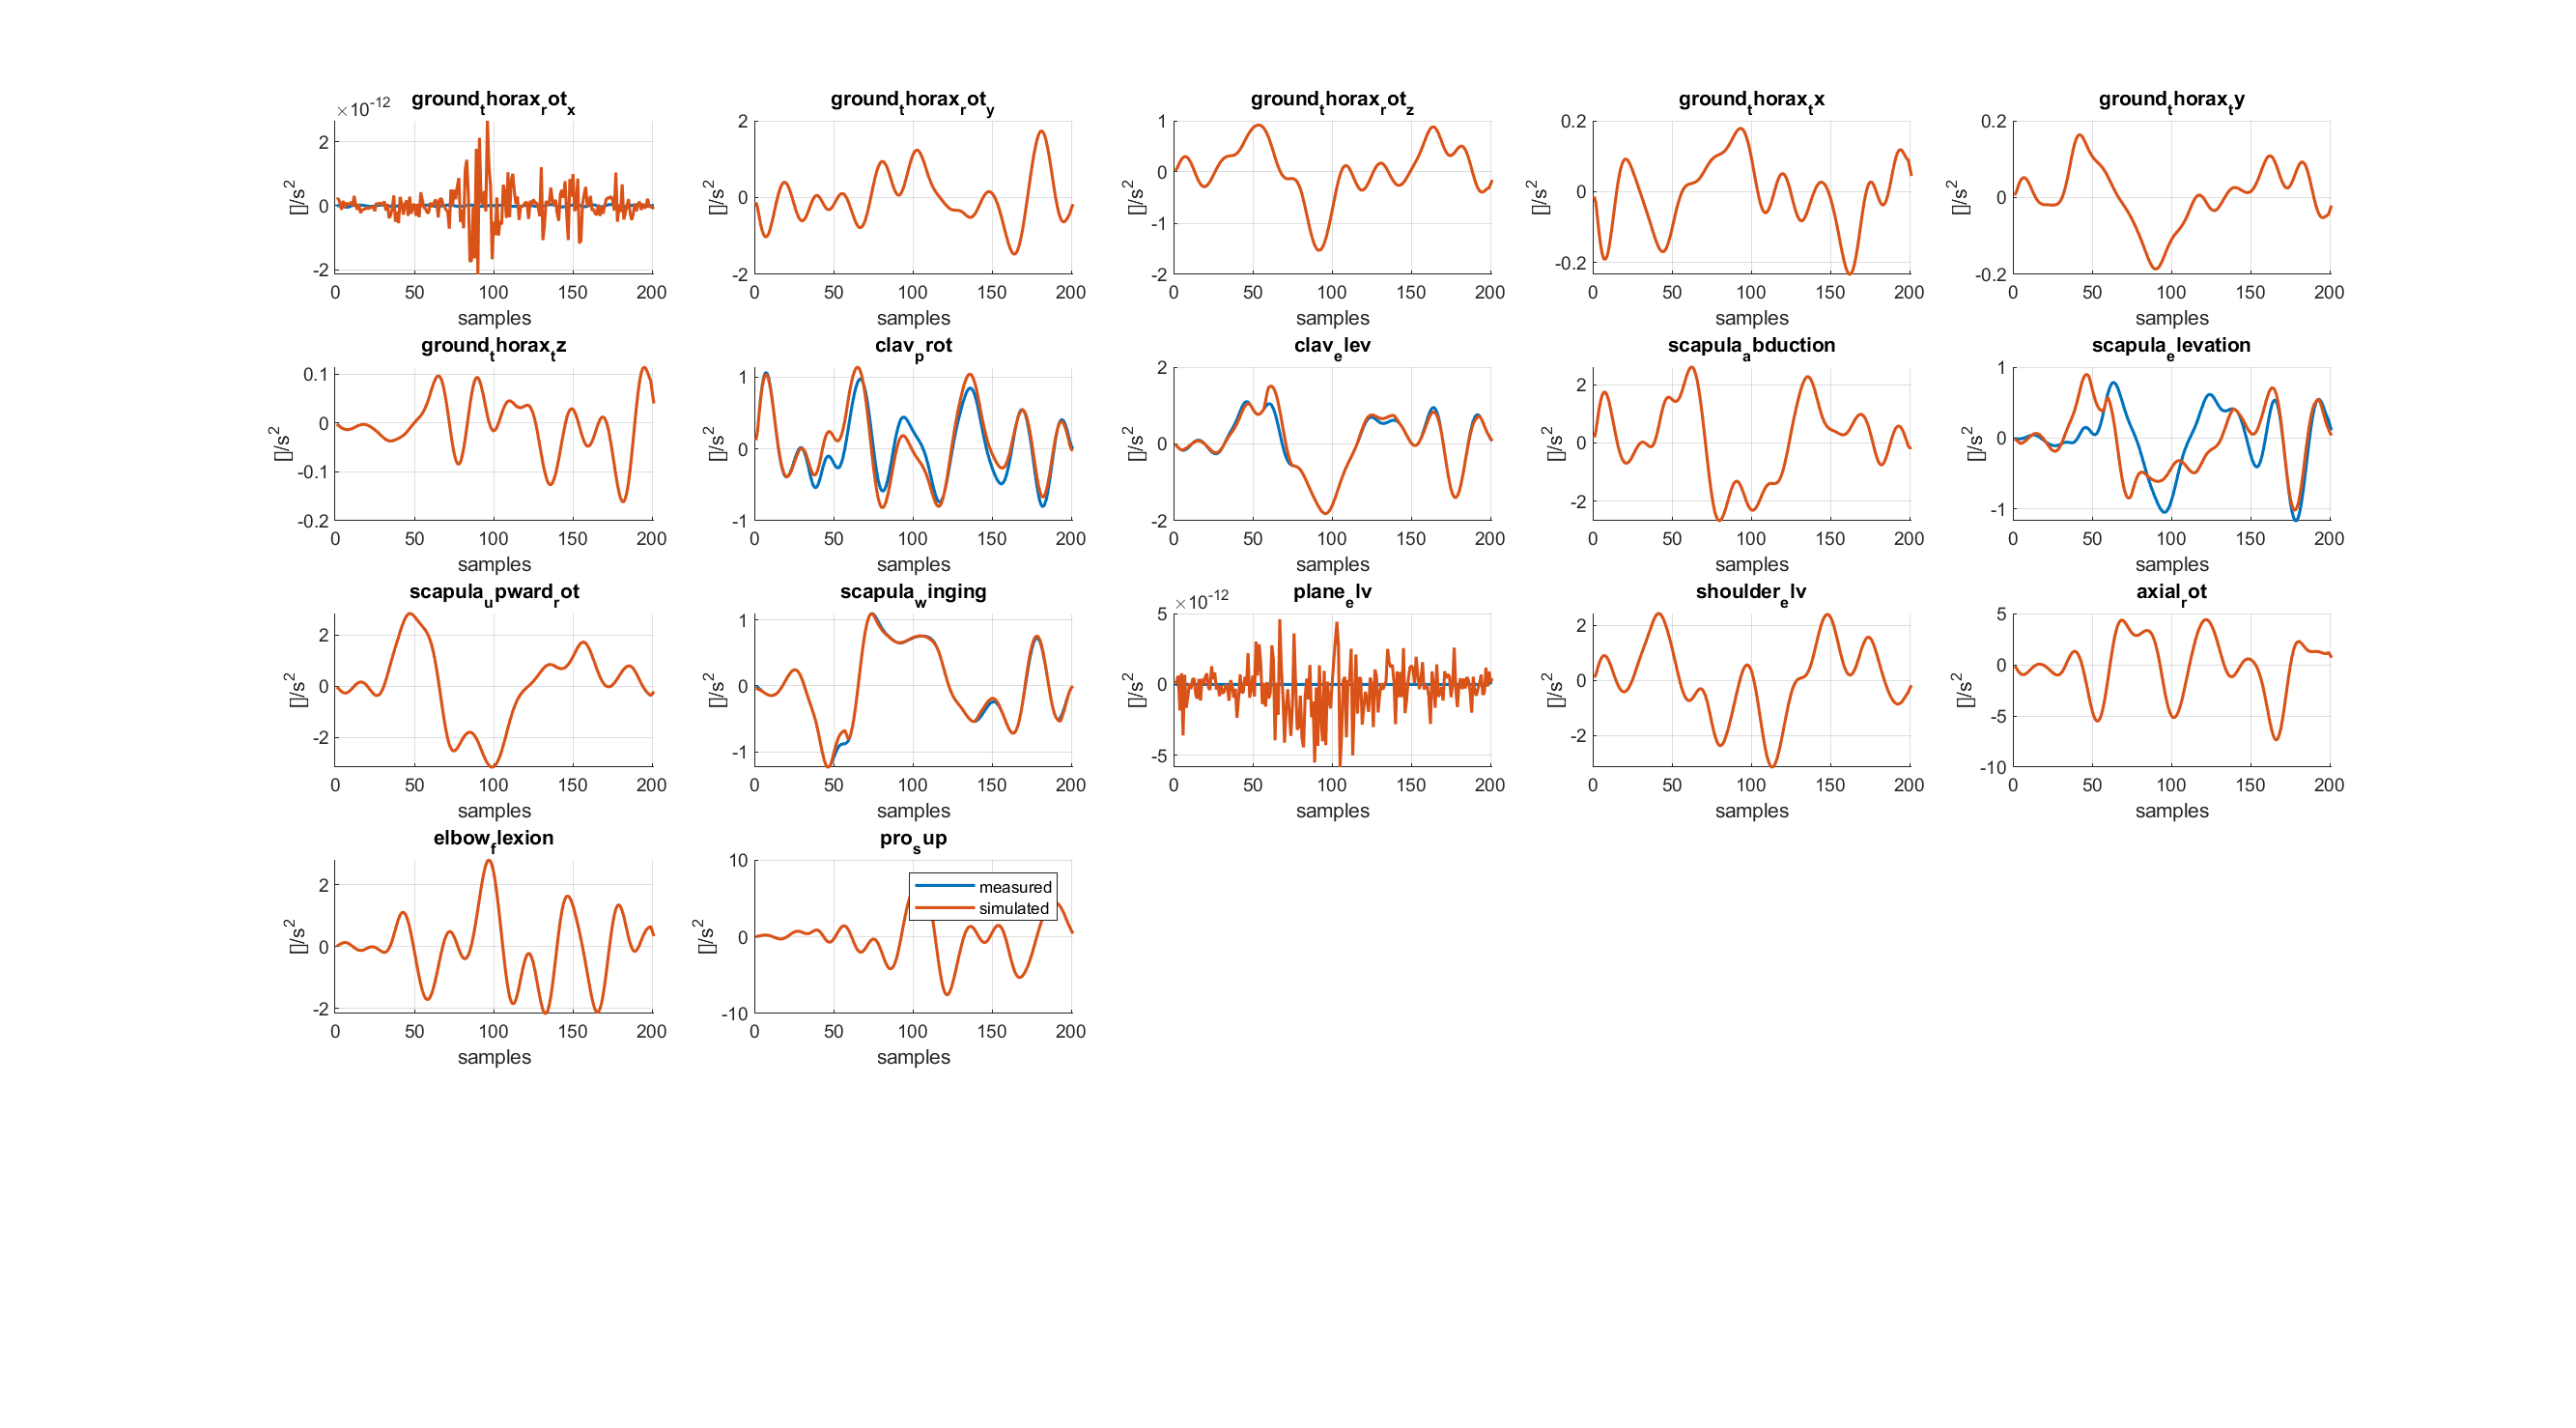 ×10-12 ground_thorax_rot_x
ground_thorax_rot_y
ground_thorax_rot_z
ground_thorax_tx
ground_thorax_ty
[]/s2 2 0 -2
[]/s2 2 0 -2
[]/s2 1 0 -1 -2
[]/s2 0.2 0 -0.2
[]/s2 0.2 0 -0.2
0 50 100 150 200
0 50 100 150 200
0 50 100 150 200
0 50 100 150 200
0 50 100 150 200
samples
samples
samples
samples
samples
ground_thorax_tz
clav_prot
clav_elev
scapula_abduction
scapula_elevation
[]/s2 0.1 0 -0.1 -0.2
[]/s2 1 0 -1
[]/s2 2 0 -2
[]/s2 2 0 -2
[]/s2 1 0 -1
0 50 100 150 200
0 50 100 150 200
0 50 100 150 200
0 50 100 150 200
0 50 100 150 200
samples
samples
samples
samples
samples
scapula_upward_rot
scapula_winging
×10-12 plane_elv
shoulder_elv
axial_rot
[]/s2 2 0 -2
[]/s2 1 0 -1
[]/s2 5 0 -5
[]/s2 2 0 -2
[]/s2 5 0 -5 -10
0 50 100 150 200
0 50 100 150 200
0 50 100 150 200
0 50 100 150 200
0 50 100 150 200
samples
samples
samples
samples
samples
elbow_flexion
pro_sup
[]/s2 2 0 -2
[]/s2 10 0 -10
measured
simulated
0 50 100 150 200
0 50 100 150 200
samples
samples